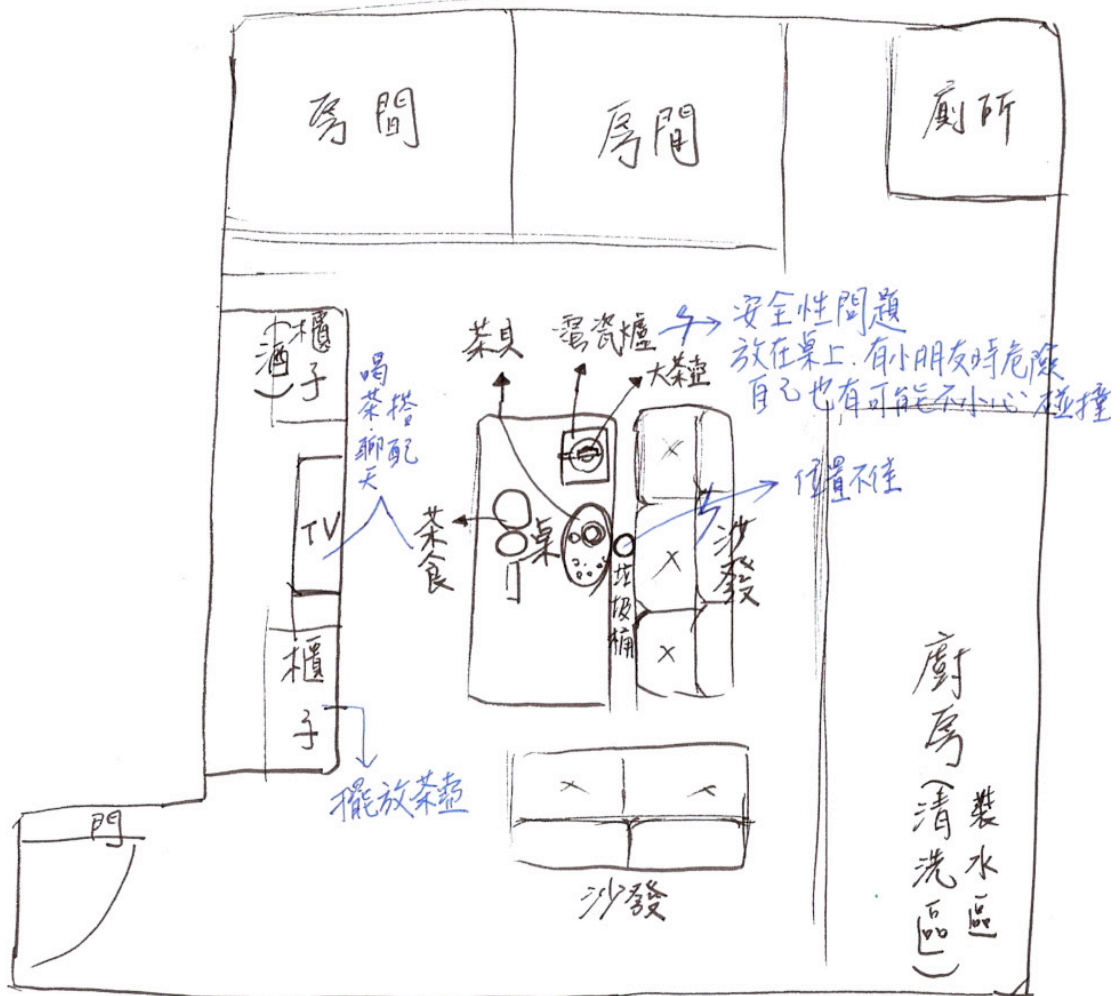 房間
房間
廁所
櫃子
(酒)
喝茶.聊天
搭配
茶具
電瓷爐
大茶壺
安全性問題
放在桌上.有小朋友時危險
自己也有可能不小心碰撞
TV
茶食
桌
垃圾桶
位置不佳
沙發
櫃子
擺放茶壺
門
沙發
廚房(清洗區)
裝水區